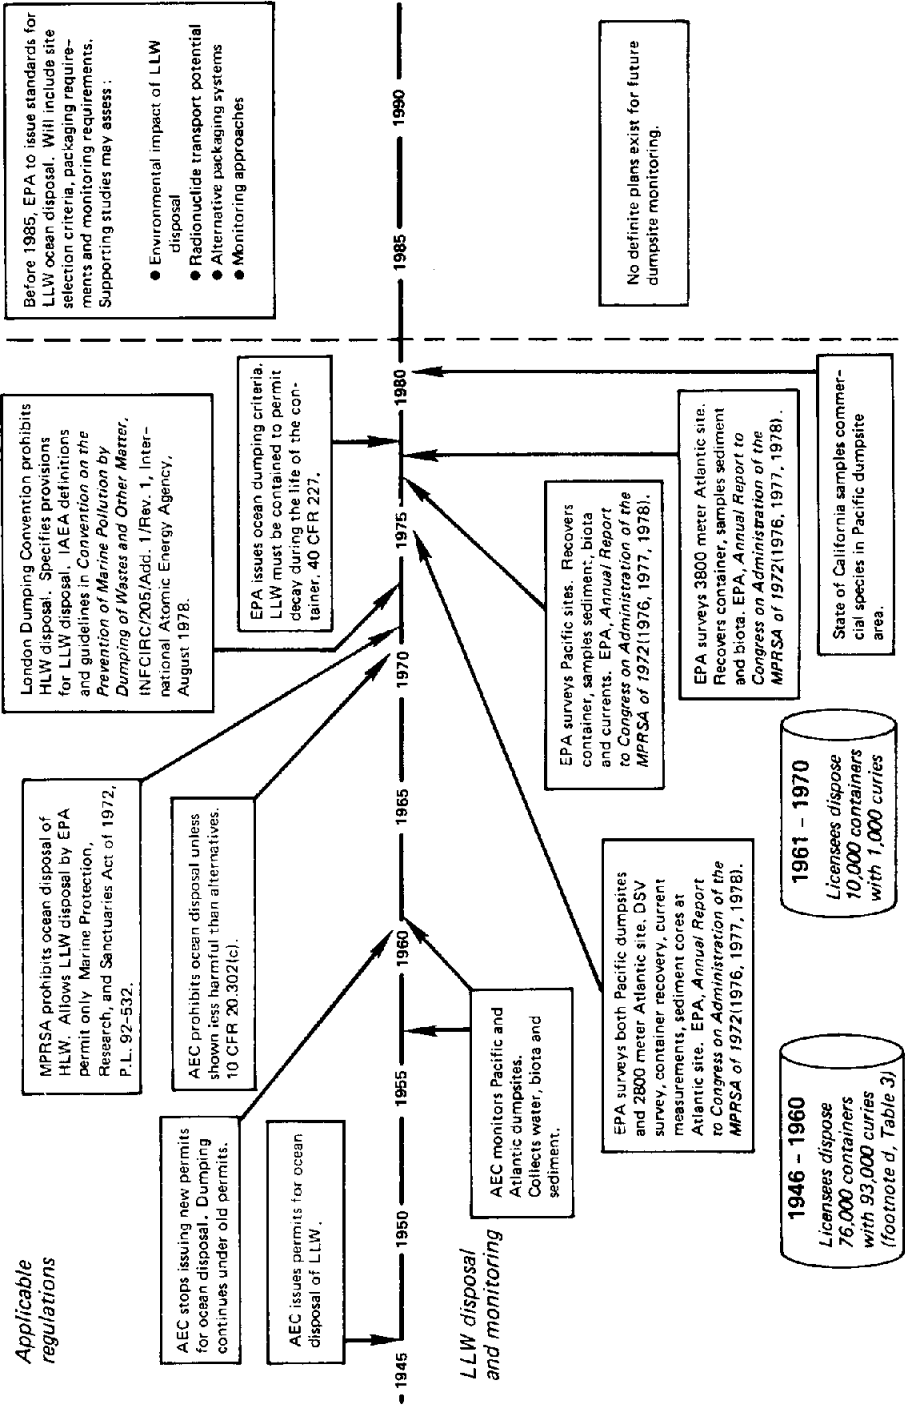 Applicable
regulations
AEC stops issuing new permits
for ocean disposal. Dumping
continues under old permits.
AEC issues permits for ocean
disposal of LLW.
MPRSA prohibits ocean disposal of
HLW. Allows LLW disposal by EPA
permit only Marine Protection,
Research, and Sanctuaries Act of 1972,
P.L. 92-532.
AEC prohibits ocean disposal unless
shown less harmful than alternatives.
10 CFR 20.302(c).
London Dumping Convention prohibits
HLW disposal. Specifies provisions
for LLW disposal. IAEA definitions
and guidelines in Convention on the
Prevention of Marine Pollution by
Dumping of Wastes and Other Matter,
INFCIRC/205/Add. 1/Rev. 1, Inter-
national Atomic Energy Agency,
August 1978.
EPA issues ocean dumping criteria.
LLW must be contained to permit
decay during the life of the con-
tainer. 40 CFR 227.
Before 1985, EPA to issue standards for
LLW ocean disposal. Will include site
selection criteria, packaging require-
ments and monitoring requirements.
Supporting studies may assess:
● Environmental impact of LLW
disposal
● Radionuclide transport potential
● Alternative packaging systems
● Monitoring approaches
1945 1950 1955 1960 1965 1970 1975 1980 1985 1990
LLW disposal
and monitoring
AEC monitors Pacific and
Atlantic dumpsites.
Collects water, biota and
sediment.
EPA surveys both Pacific dumpsites
and 2800 meter Atlantic site. DSV
survey, container recovery, current
measurements, sediment cores at
Atlantic site. EPA, Annual Report
to Congress on Administration of the
MPRSA of 1972(1976, 1977, 1978).
EPA surveys Pacific sites. Recovers
container, samples sediment, biota
and currents. EPA, Annual Report
to Congress on Administration of the
MPRSA of 1972(1976, 1977, 1978).
EPA surveys 3800 meter Atlantic site.
Recovers container, samples sediment
and biota. EPA, Annual Report to
Congress on Administration of the
MPRSA of 1972(1976, 1977, 1978).
State of California samples commer-
cial species in Pacific dumpsite
area.
No definite plans exist for future
dumpsite monitoring.
1946 – 1960
Licensees dispose
76,000 containers
with 93,000 curies
(footnote d, Table 3)
1961 – 1970
Licensees dispose
10,000 containers
with 1,000 curies